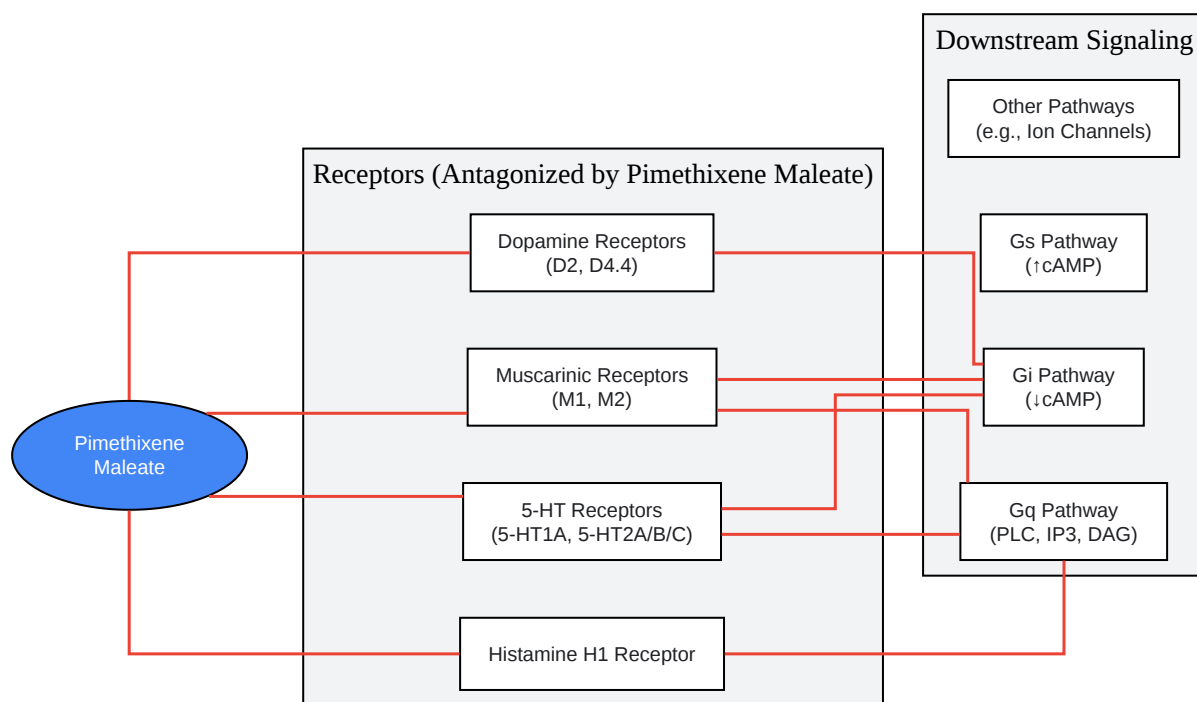 Downstream Signaling
Other Pathways
(e.g., Ion Channels)
Receptors (Antagonized by Pimethixene Maleate)
Dopamine Receptors
(D2, D4.4)
Gs Pathway
(↑cAMP)
Muscarinic Receptors
(M1, M2)
Gi Pathway
(↓cAMP)
Pimethixene
Maleate
5-HT Receptors
(5-HT1A, 5-HT2A/B/C)
Gq Pathway
(PLC, IP3, DAG)
Histamine H1 Receptor